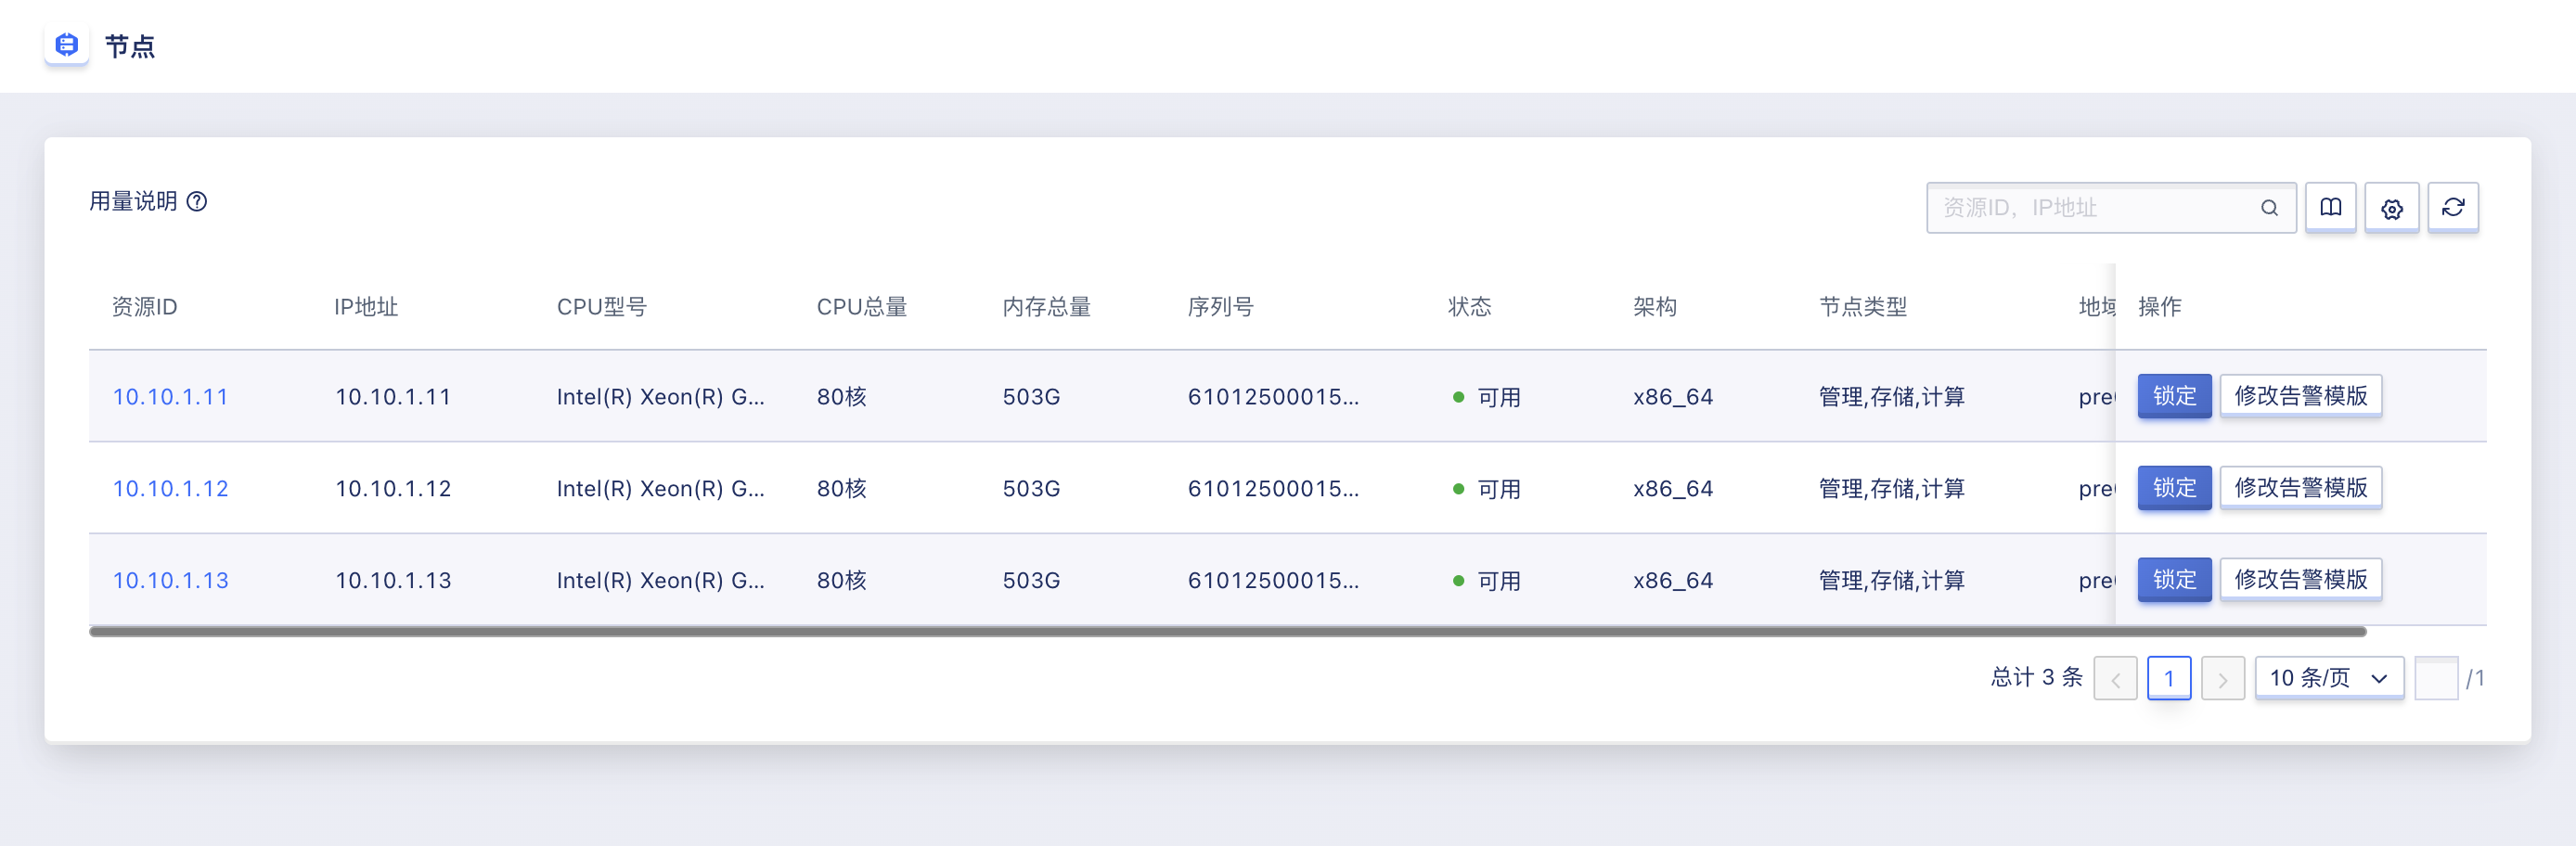 节点
用量说明
资源ID，IP地址
资源ID IP地址 CPU型号 CPU总量 内存总量 序列号 状态 架构 节点类型 地域 操作
10.10.1.11 10.10.1.11 Intel(R) Xeon(R) G... 80核 503G 61012500015... 可用 x86_64 管理,存储,计算 pre 锁定 修改告警模版
10.10.1.12 10.10.1.12 Intel(R) Xeon(R) G... 80核 503G 61012500015... 可用 x86_64 管理,存储,计算 pre 锁定 修改告警模版
10.10.1.13 10.10.1.13 Intel(R) Xeon(R) G... 80核 503G 61012500015... 可用 x86_64 管理,存储,计算 pre 锁定 修改告警模版
总计 3 条 1 10 条/页 /1